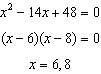 x² − 14x + 48 = 0
(x − 6)(x − 8) = 0
x = 6, 8